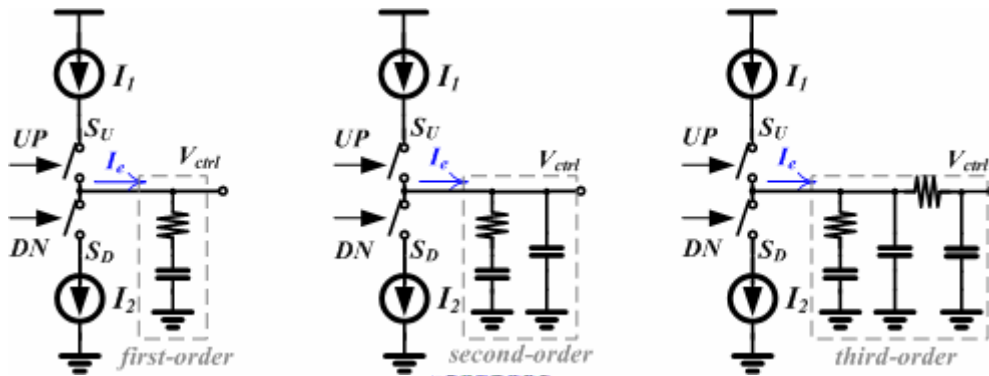 I1 I1 I1
SU SU SU
UP UP UP
Ie Vctrl Ie Vctrl Ie Vctrl
DN DN DN
SD SD SD
I2 I2 I2
first-order second-order third-order